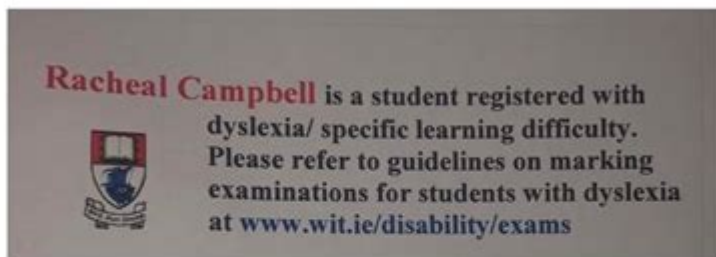 Racheal Campbell is a student registered with
dyslexia/ specific learning difficulty.
Please refer to guidelines on marking
examinations for students with dyslexia
at www.wit.ie/disability/exams